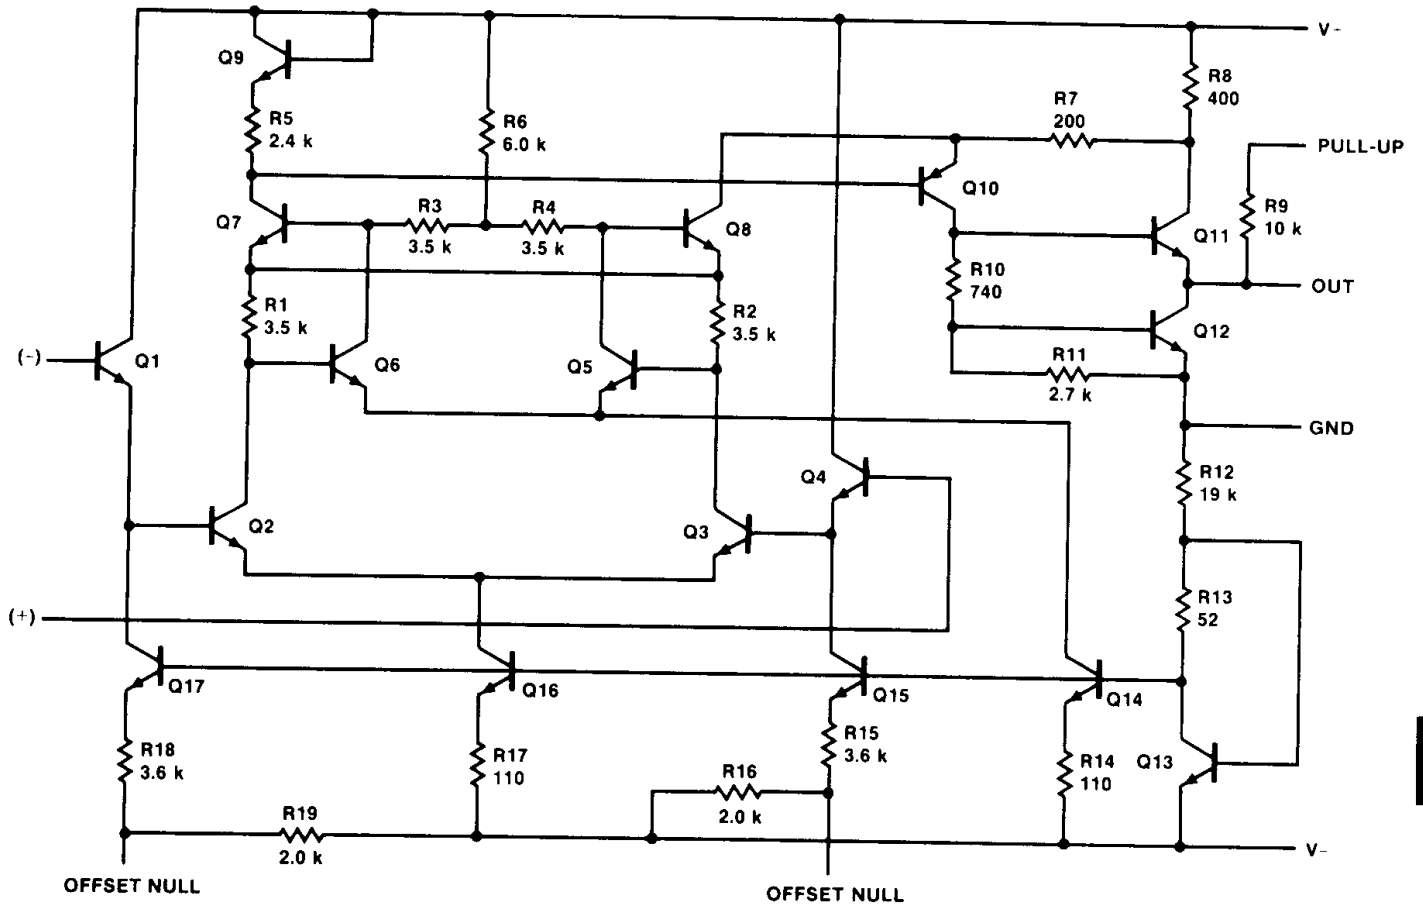 V-
Q9
R8
400
R7
200
R5
2.4 k
R6
6.0 k
PULL-UP
Q10
R9
10 k
Q7
R3
3.5 k
R4
3.5 k
Q8
Q11
R10
740
OUT
R1
3.5 k
R2
3.5 k
Q12
(-)
Q1
Q6
Q5
R11
2.7 k
GND
Q4
R12
19 k
Q2
Q3
(+)
R13
52
Q17
Q16
Q15
Q14
R18
3.6 k
R17
110
R15
3.6 k
R14
110
Q13
R16
2.0 k
R19
2.0 k
V-
OFFSET NULL
OFFSET NULL